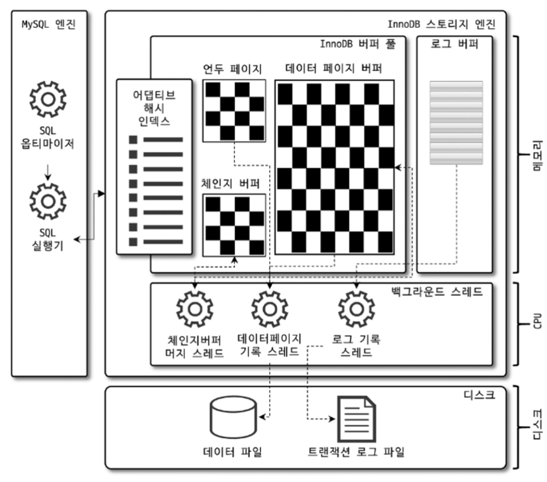 MySQL 엔진
InnoDB 스토리지 엔진
InnoDB 버퍼 풀
로그 버퍼
언두 페이지
데이터 페이지 버퍼
어댑티브
해시
인덱스
SQL
옵티마이저
체인지 버퍼
SQL
실행기
메모리
백그라운드 스레드
체인지버퍼
머지 스레드
데이터페이지
기록 스레드
로그 기록
스레드
CPU
디스크
데이터 파일
트랜잭션 로그 파일
디스크